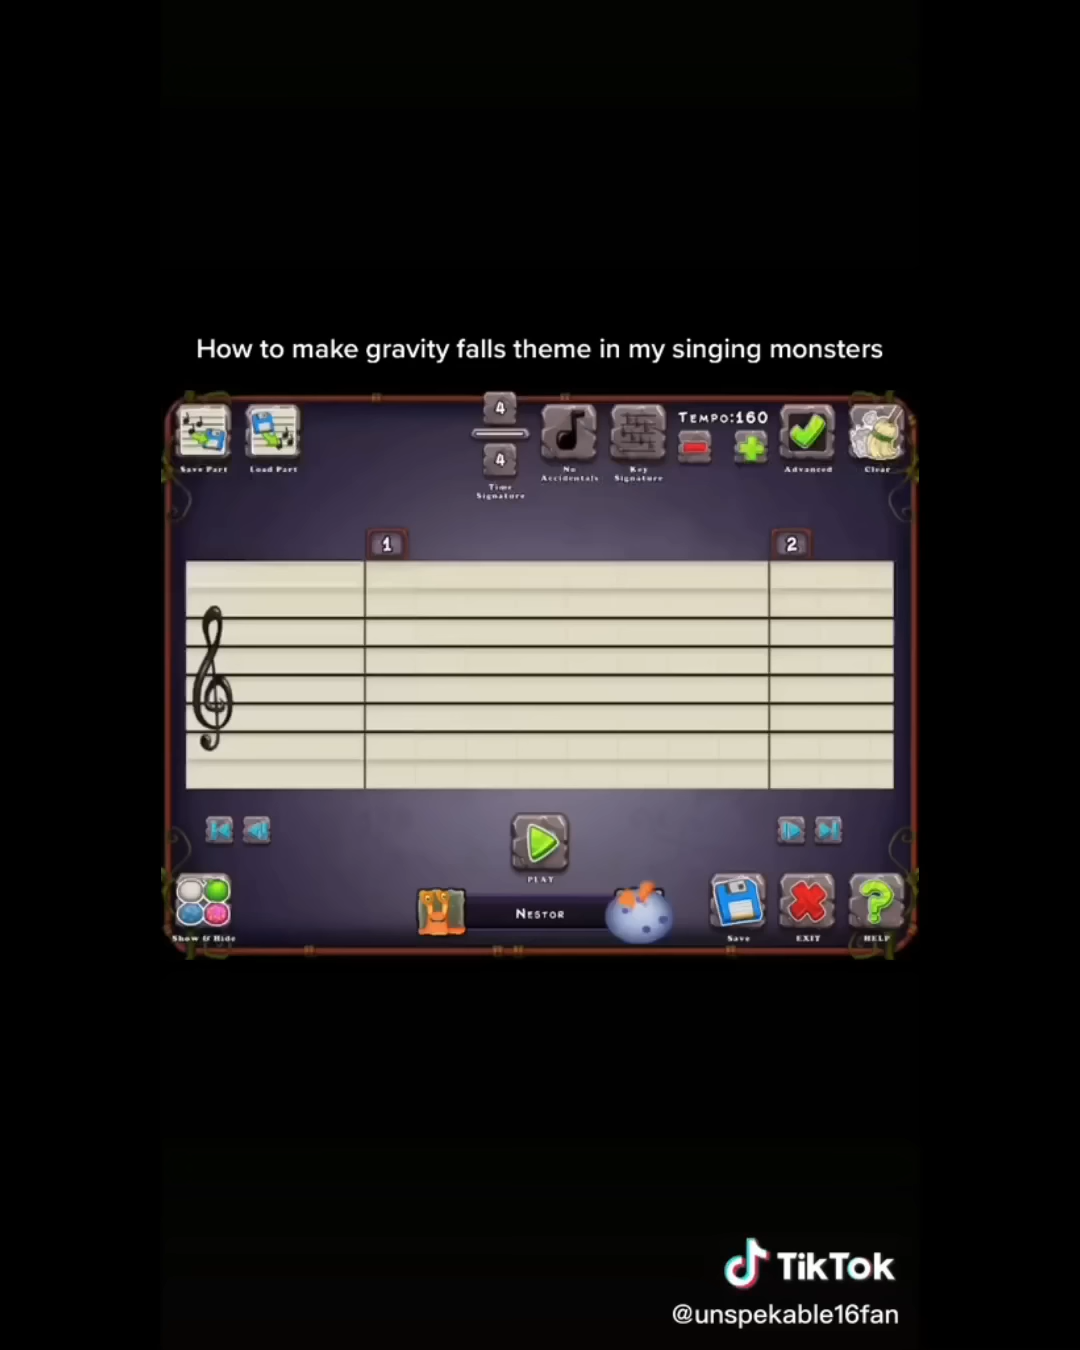 How to make gravity falls theme in my singing monsters
4
Tempo:160
Save Part
Load Part
4
No Accidentals
Key Signature
Advanced
Clear
Time Signature
1
2
PLAY
Nestor
Show & Hide
Save
EXIT
HELP
TikTok
@unspekable16fan